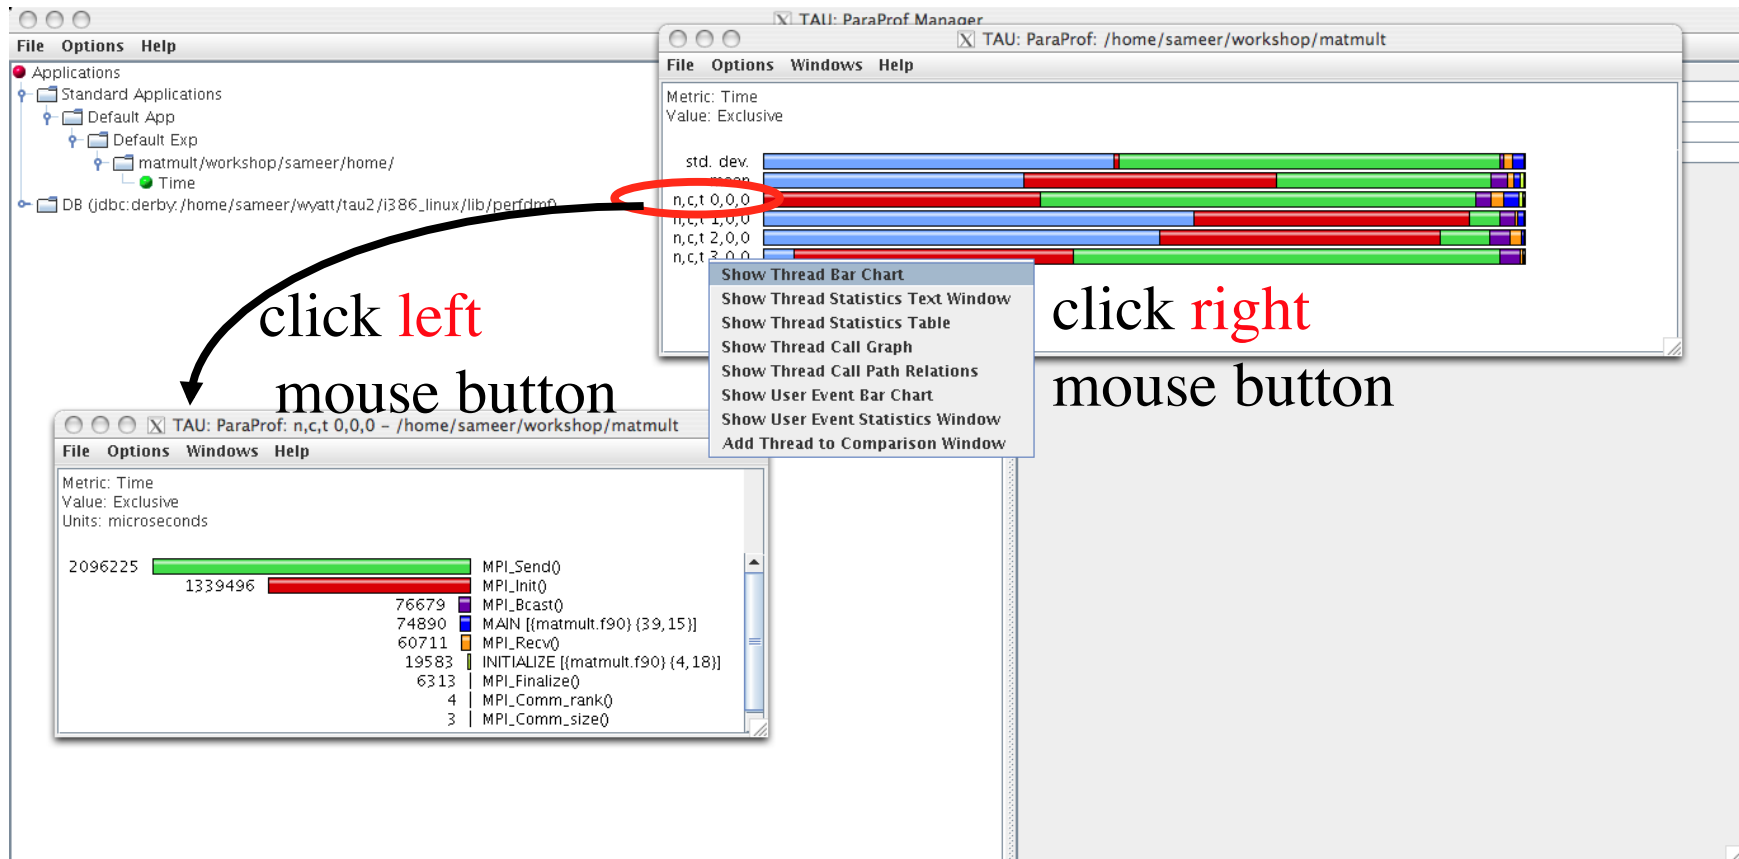 TAU: ParaProf Manager
File Options Help
Applications
Standard Applications
Default App
Default Exp
matmult/workshop/sameer/home/
Time
DB (jdbc:derby:/home/sameer/wyatt/tau2/i386_linux/lib/perfdmf)
TAU: ParaProf: /home/sameer/workshop/matmult
File Options Windows Help
Metric: Time
Value: Exclusive
std. dev.
mean
n,c,t 0,0,0
n,c,t 1,0,0
n,c,t 2,0,0
n,c,t 3,0,0
Show Thread Bar Chart
Show Thread Statistics Text Window
Show Thread Statistics Table
Show Thread Call Graph
Show Thread Call Path Relations
Show User Event Bar Chart
Show User Event Statistics Window
Add Thread to Comparison Window
click left
mouse button
click right
mouse button
TAU: ParaProf: n,c,t 0,0,0 – /home/sameer/workshop/matmult
File Options Windows Help
Metric: Time
Value: Exclusive
Units: microseconds
2096225 MPI_Send()
1339496 MPI_Init()
76679 MPI_Bcast()
74890 MAIN [{matmult.f90} {39,15}]
60711 MPI_Recv()
19583 INITIALIZE [{matmult.f90} {4,18}]
6313 MPI_Finalize()
4 MPI_Comm_rank()
3 MPI_Comm_size()